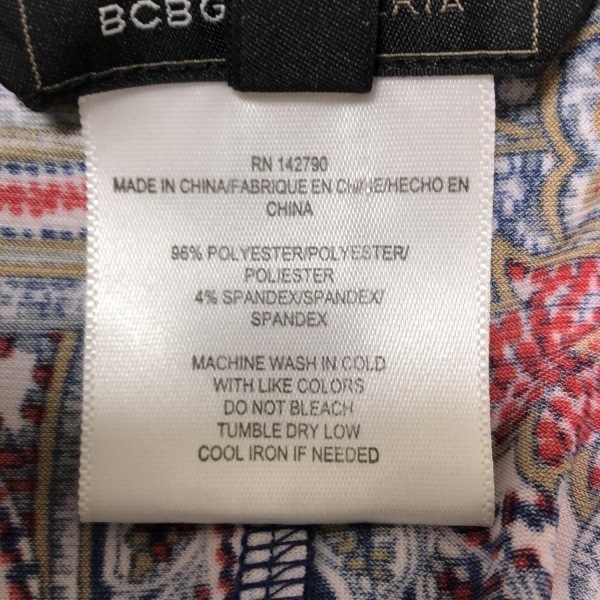 BCBG
RN 142790
MADE IN CHINA/FABRIQUE EN CHINE/HECHO EN
CHINA
96% POLYESTER/POLYESTER/
POLIESTER
4% SPANDEX/SPANDEX/
SPANDEX
MACHINE WASH IN COLD
WITH LIKE COLORS
DO NOT BLEACH
TUMBLE DRY LOW
COOL IRON IF NEEDED